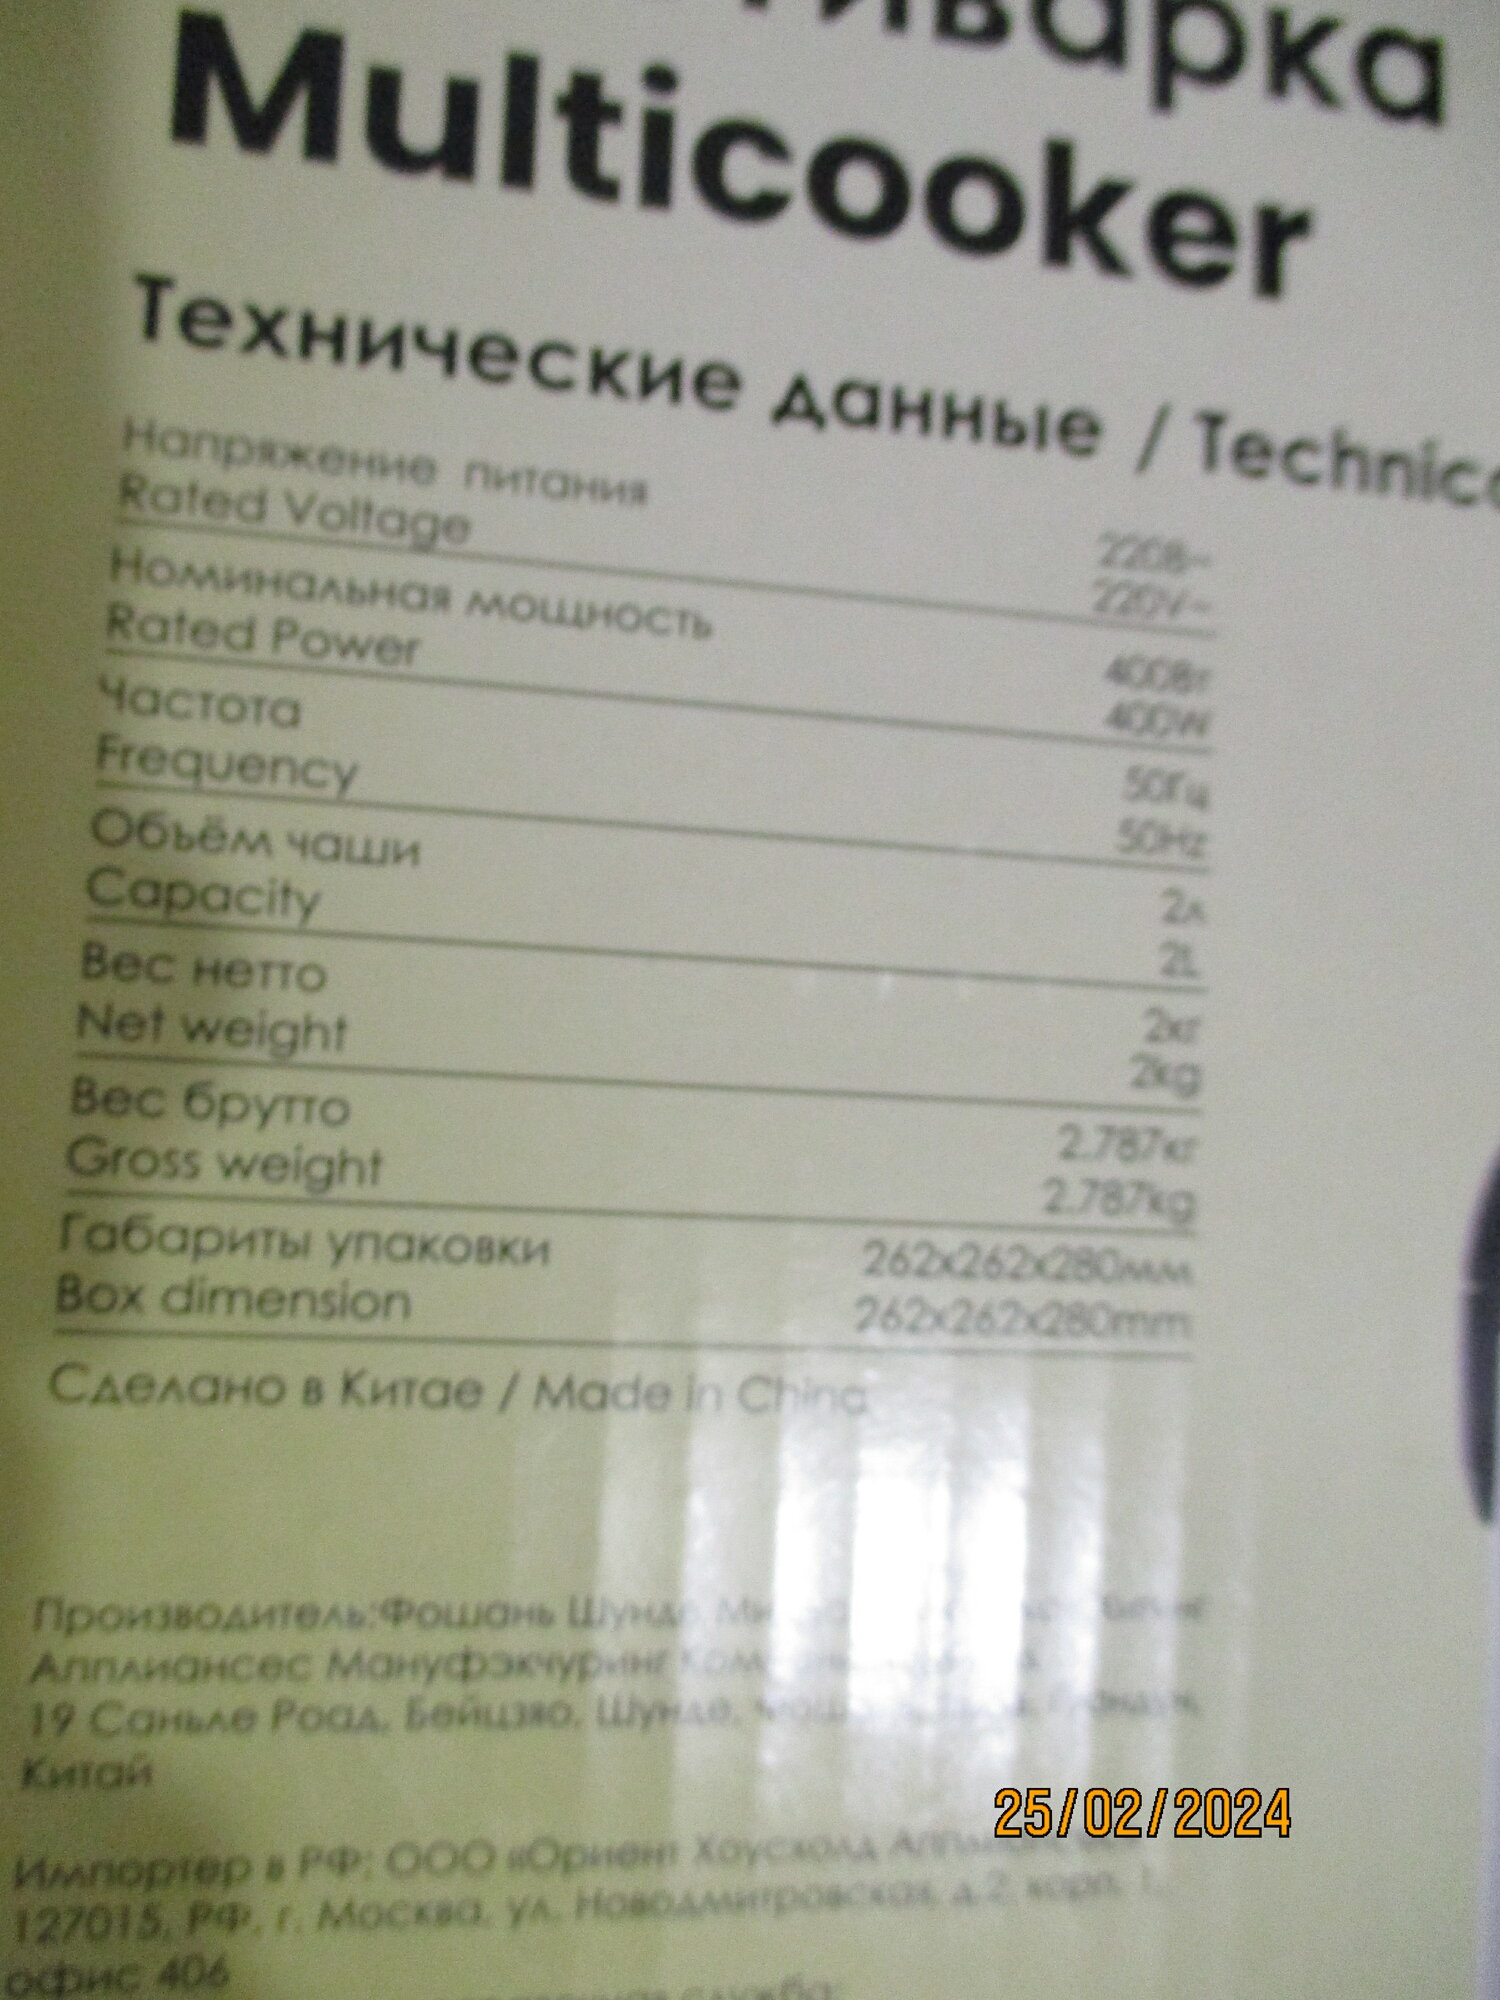 Multicooker
Технические данные /
Напряжение питания 220В~
Rated Voltage 220V~
Номинальная мощность 400Вт
Rated Power 400W
Частота 50Гц
Frequency 50Hz
Объём чаши 2л
Capacity 2L
Вес нетто 2кг
Net weight 2kg
Вес брутто 2.787кг
Gross weight 2.787kg
Габариты упаковки 262x262x280мм
Box dimension 262x262x280mm
Сделано в Китае / Made in China
Производитель:Фошань Шунде
Апплиансес Мануфэкчуринг
19 Саньле Роад, Бейцзяо, Шунде,
Китай
25/02/2024
Импортер в РФ: ООО «Ориент Хоусхолд
127015, РФ, г. Москва, ул. Новодмитровская, д.2, корп. 1,
офис 406
служба: